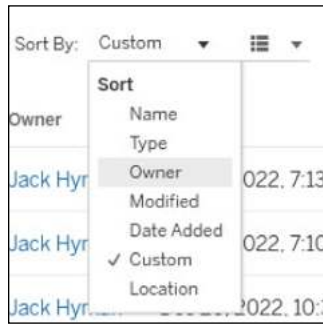 Sort By: Custom
Sort
Owner
Name
Type
Owner
Jack Hyr 022, 7:13
Modified
Date Added
Jack Hyr 022, 7:10
✓ Custom
Location
Jack Hy 2022, 10: